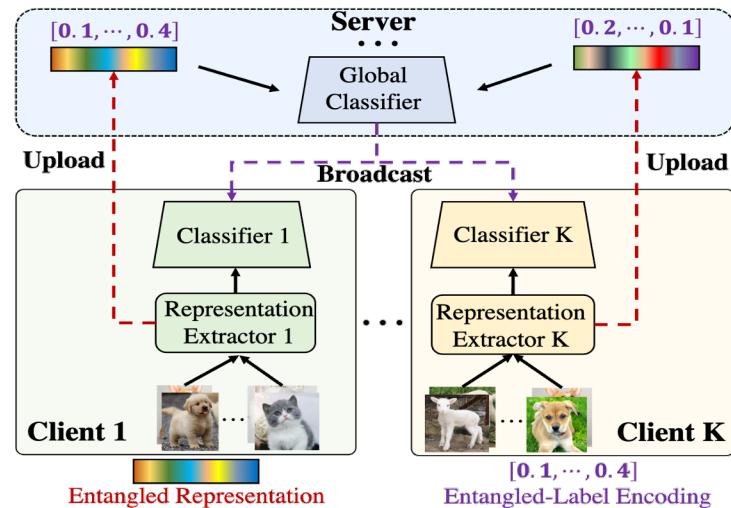 Server
[0.1, ⋯, 0.4]
• • •
[0.2, ⋯, 0.1]
Global
Classifier
Upload
Broadcast
Upload
Classifier 1
Classifier K
Representation
Extractor 1
• • •
Representation
Extractor K
⋯
⋯
Client 1
Client K
Entangled Representation
[0.1, ⋯, 0.4]
Entangled-Label Encoding